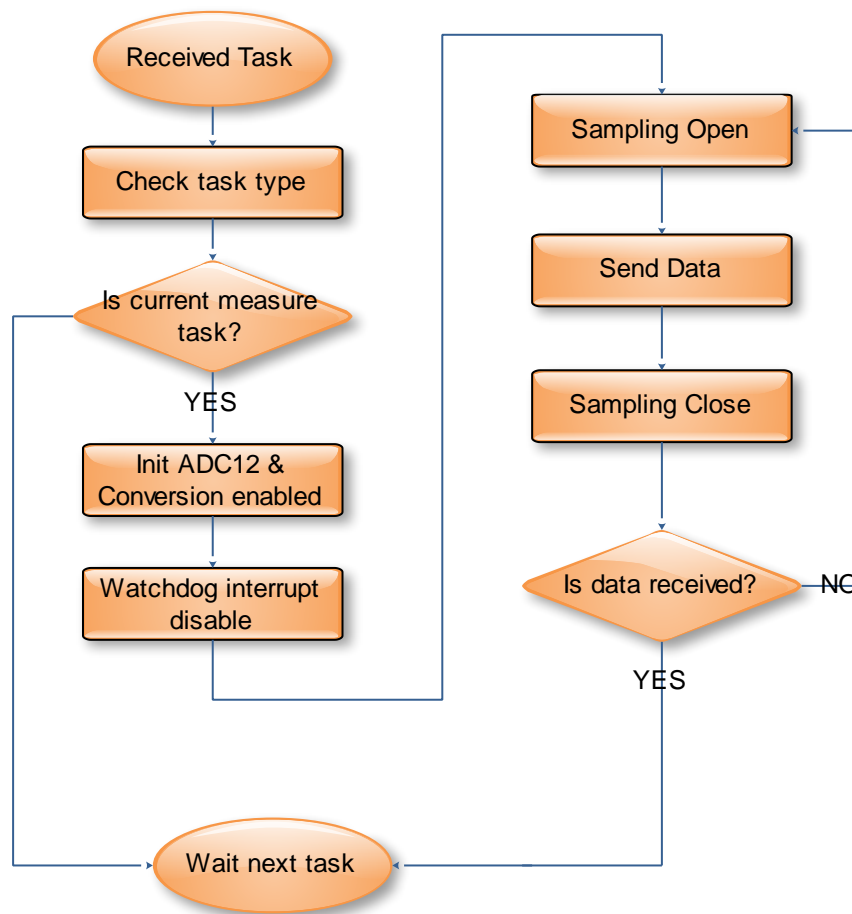 Received Task
Check task type
Is current measure
task?
YES
Init ADC12 &
Conversion enabled
Watchdog interrupt
disable
Sampling Open
Send Data
Sampling Close
Is data received?
NO
YES
Wait next task